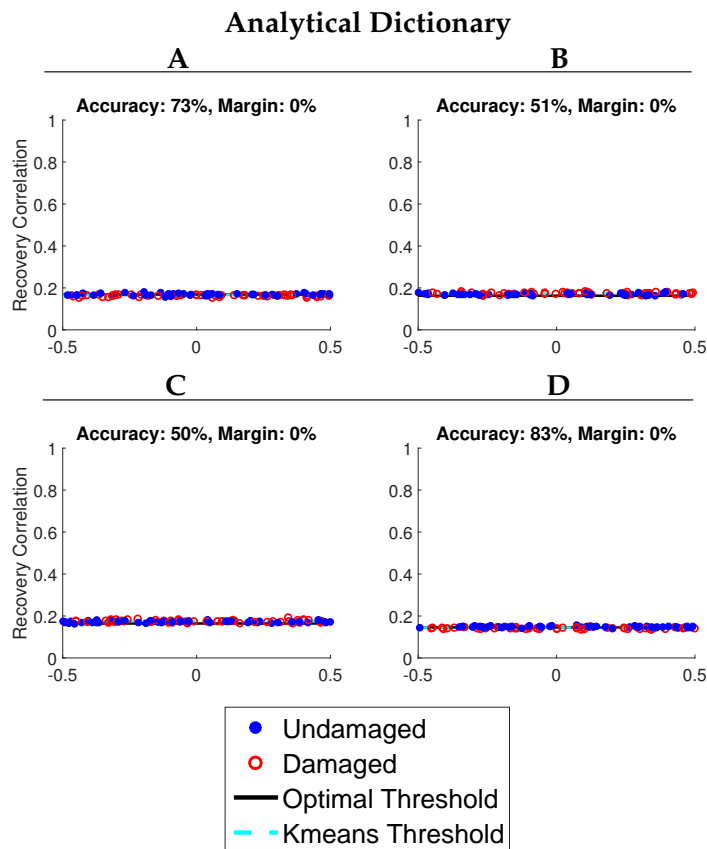 Analytical Dictionary
A
B
Accuracy: 73%, Margin: 0%
Accuracy: 51%, Margin: 0%
Recovery Correlation
1
0.8
0.6
0.4
0.2
0
-0.5
0
0.5
1
0.8
0.6
0.4
0.2
0
-0.5
0
0.5
C
D
Accuracy: 50%, Margin: 0%
Accuracy: 83%, Margin: 0%
Recovery Correlation
1
0.8
0.6
0.4
0.2
0
-0.5
0
0.5
1
0.8
0.6
0.4
0.2
0
-0.5
0
0.5
Undamaged
Damaged
Optimal Threshold
Kmeans Threshold